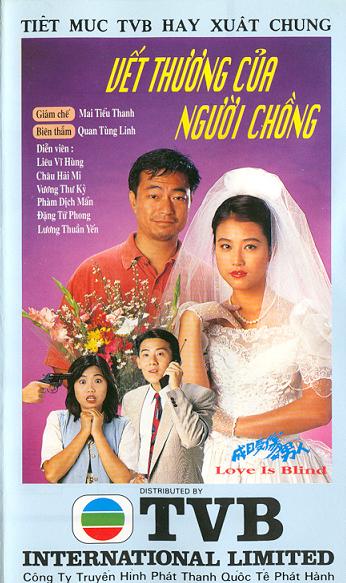 TIẾT MỤC TVB HAY XUẤT CHUNG
VẾT THƯƠNG CỦA
NGƯỜI CHỒNG
Giám chế Mai Tiểu Thanh
Biên thẩm Quan Tùng Linh
Diễn viên :
Liêu Vĩ Hùng
Châu Hải Mi
Vương Thư Kỳ
Phàm Dịch Mẫn
Đặng Tử Phong
Lương Thuấn Yến
Love Is Blind
DISTRIBUTED BY
TVB
INTERNATIONAL LIMITED
Công Ty Truyền Hình Phát Thanh Quốc Tế Phát Hành